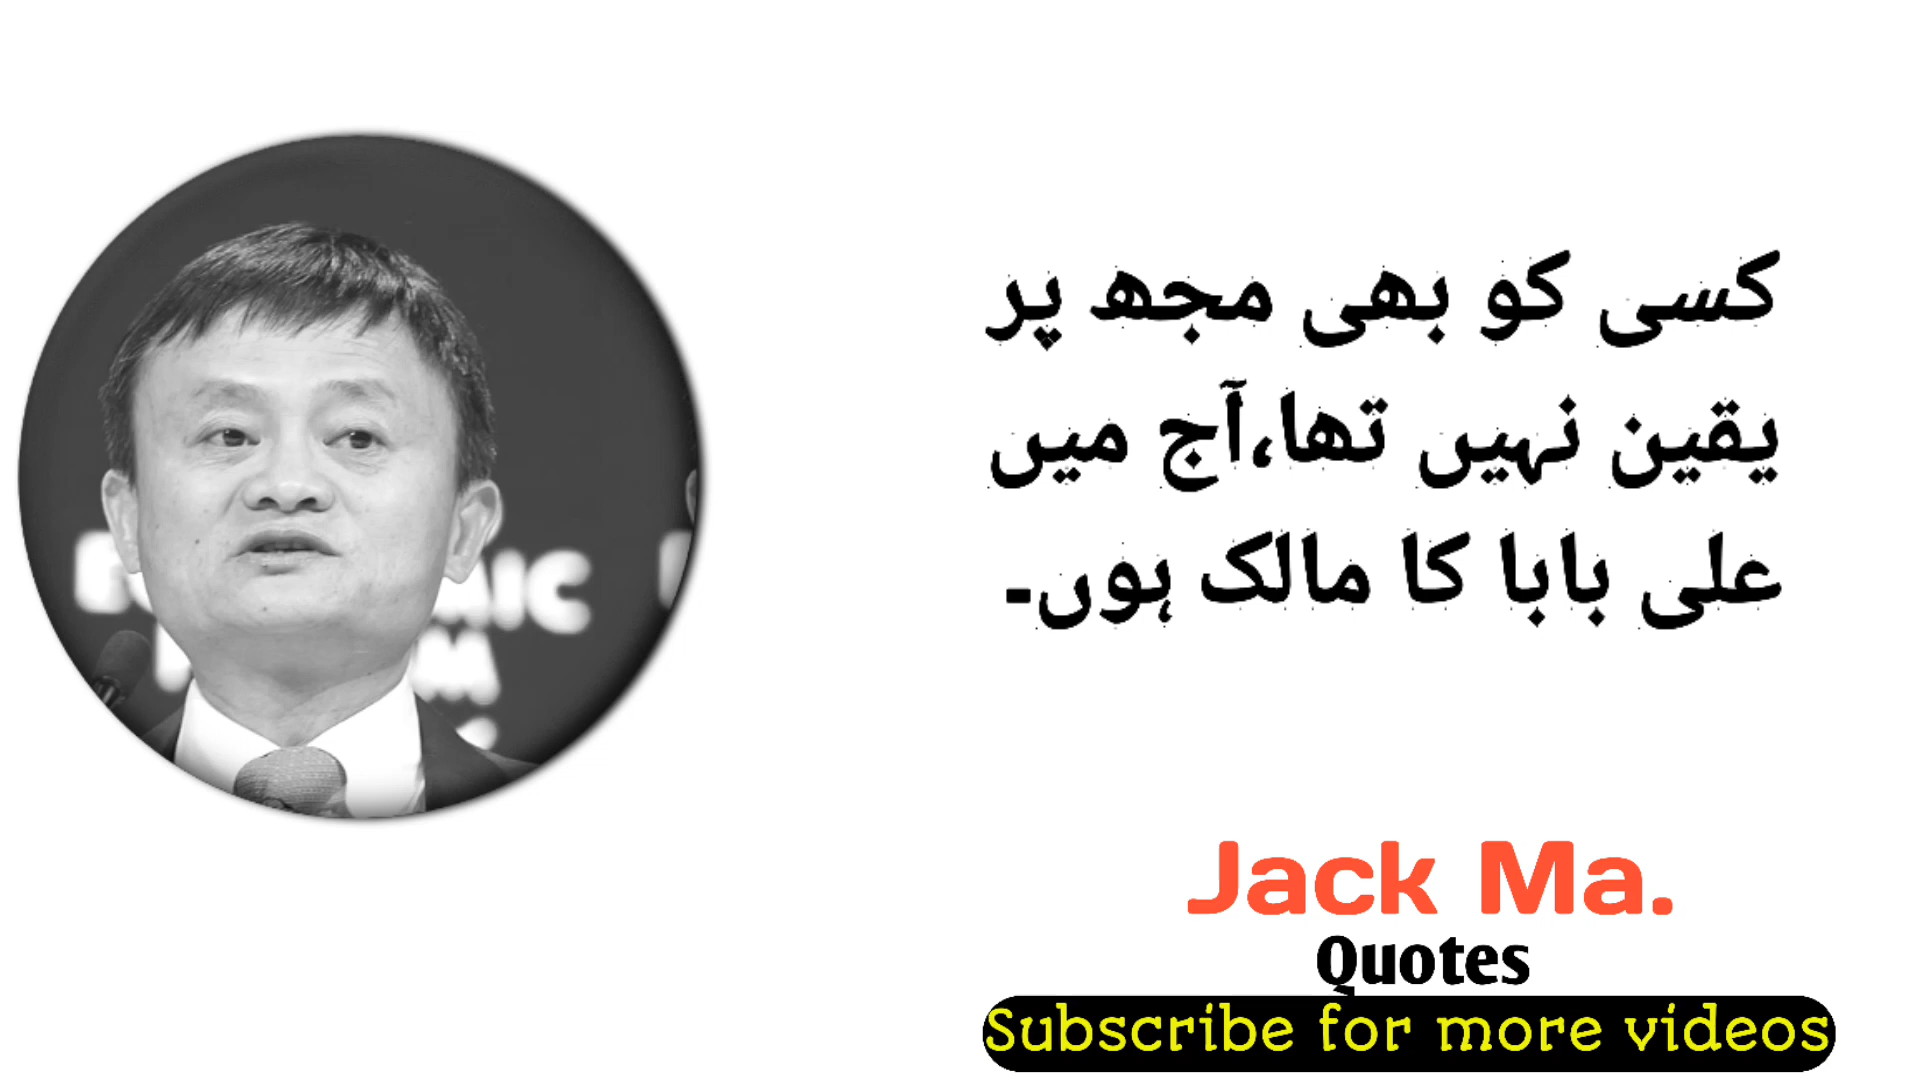 کسی کو بھی مجھ پر
یقین نہیں تھا،آج میں
علی بابا کا مالک ہوں۔
Jack Ma.
Quotes
Subscribe for more videos